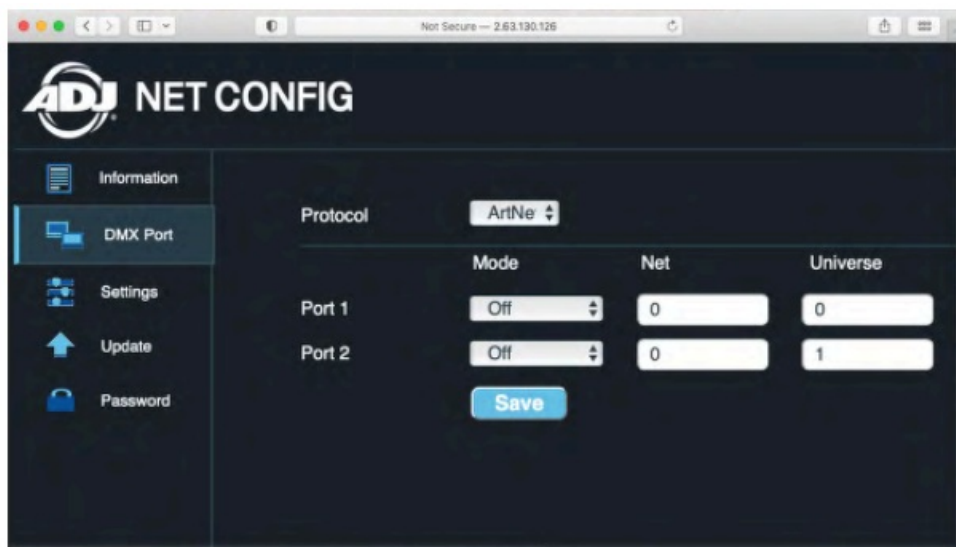 Not Secure — 2.63.130.126
ADJ NET CONFIG
Information
DMX Port
Settings
Update
Password
Protocol ArtNe
Mode Net Universe
Port 1 Off 0 0
Port 2 Off 0 1
Save